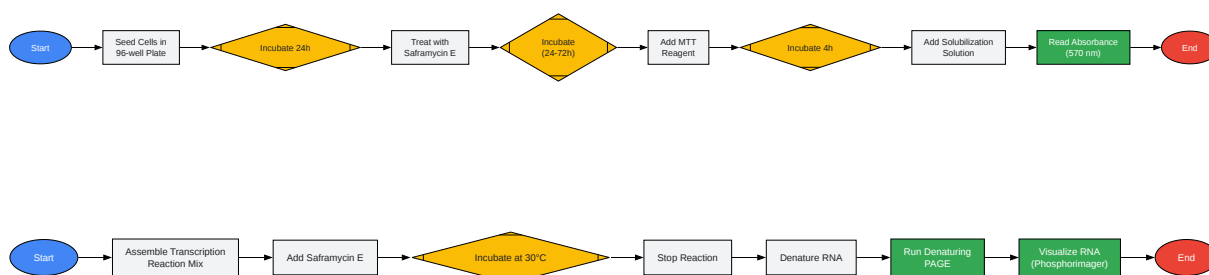 Start
Seed Cells in
96-well Plate
Incubate 24h
Treat with
Saframycin E
Incubate
(24-72h)
Add MTT
Reagent
Incubate 4h
Add Solubilization
Solution
Read Absorbance
(570 nm)
End
Start
Assemble Transcription
Reaction Mix
Add Saframycin E
Incubate at 30°C
Stop Reaction
Denature RNA
Run Denaturing
PAGE
Visualize RNA
(Phosphorimager)
End